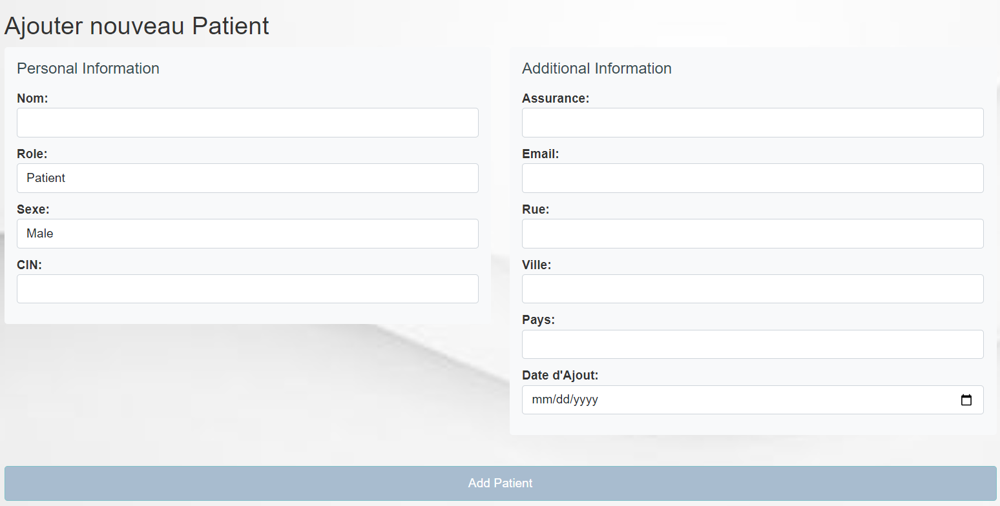 Ajouter nouveau Patient
Personal Information
Nom:
Role:
Patient
Sexe:
Male
CIN:
Additional Information
Assurance:
Email:
Rue:
Ville:
Pays:
Date d'Ajout:
mm/dd/yyyy
Add Patient